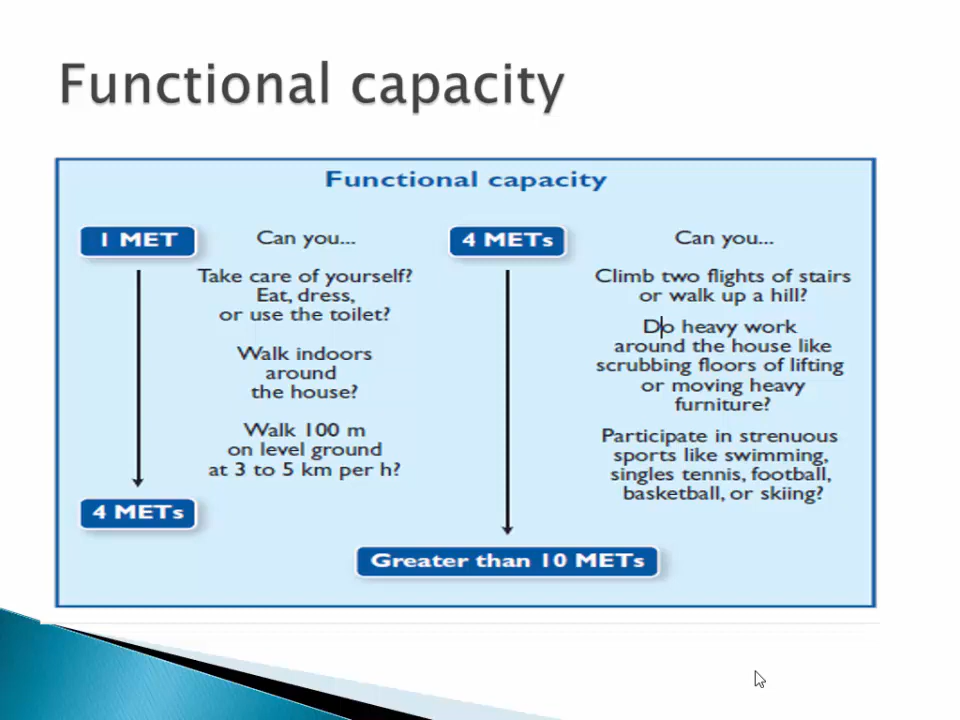 Functional capacity
Functional capacity
1 MET
Can you...
Take care of yourself?
Eat, dress,
or use the toilet?
Walk indoors
around
the house?
Walk 100 m
on level ground
at 3 to 5 km per h?
4 METs
4 METs
Can you...
Climb two flights of stairs
or walk up a hill?
Do heavy work
around the house like
scrubbing floors of lifting
or moving heavy
furniture?
Participate in strenuous
sports like swimming,
singles tennis, football,
basketball, or skiing?
Greater than 10 METs